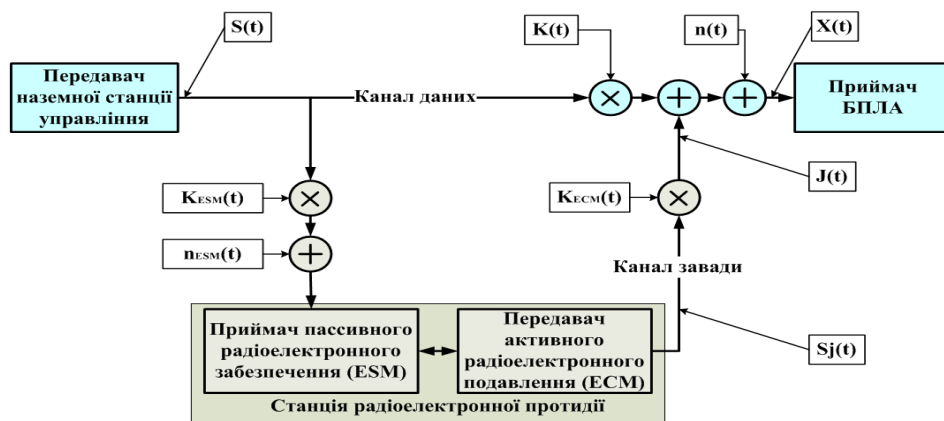 S(t)
K(t)
n(t)
X(t)
Передавач
наземної станції
управління
Канал даних
Приймач
БПЛА
KESM(t)
KECM(t)
J(t)
nESM(t)
Канал завади
Приймач пассивного
радіоелектронного
забезпечення (ESM)
Передавач
активного
радіоелектронного
подавлення (ECM)
Sj(t)
Станція радіоелектронної протидії